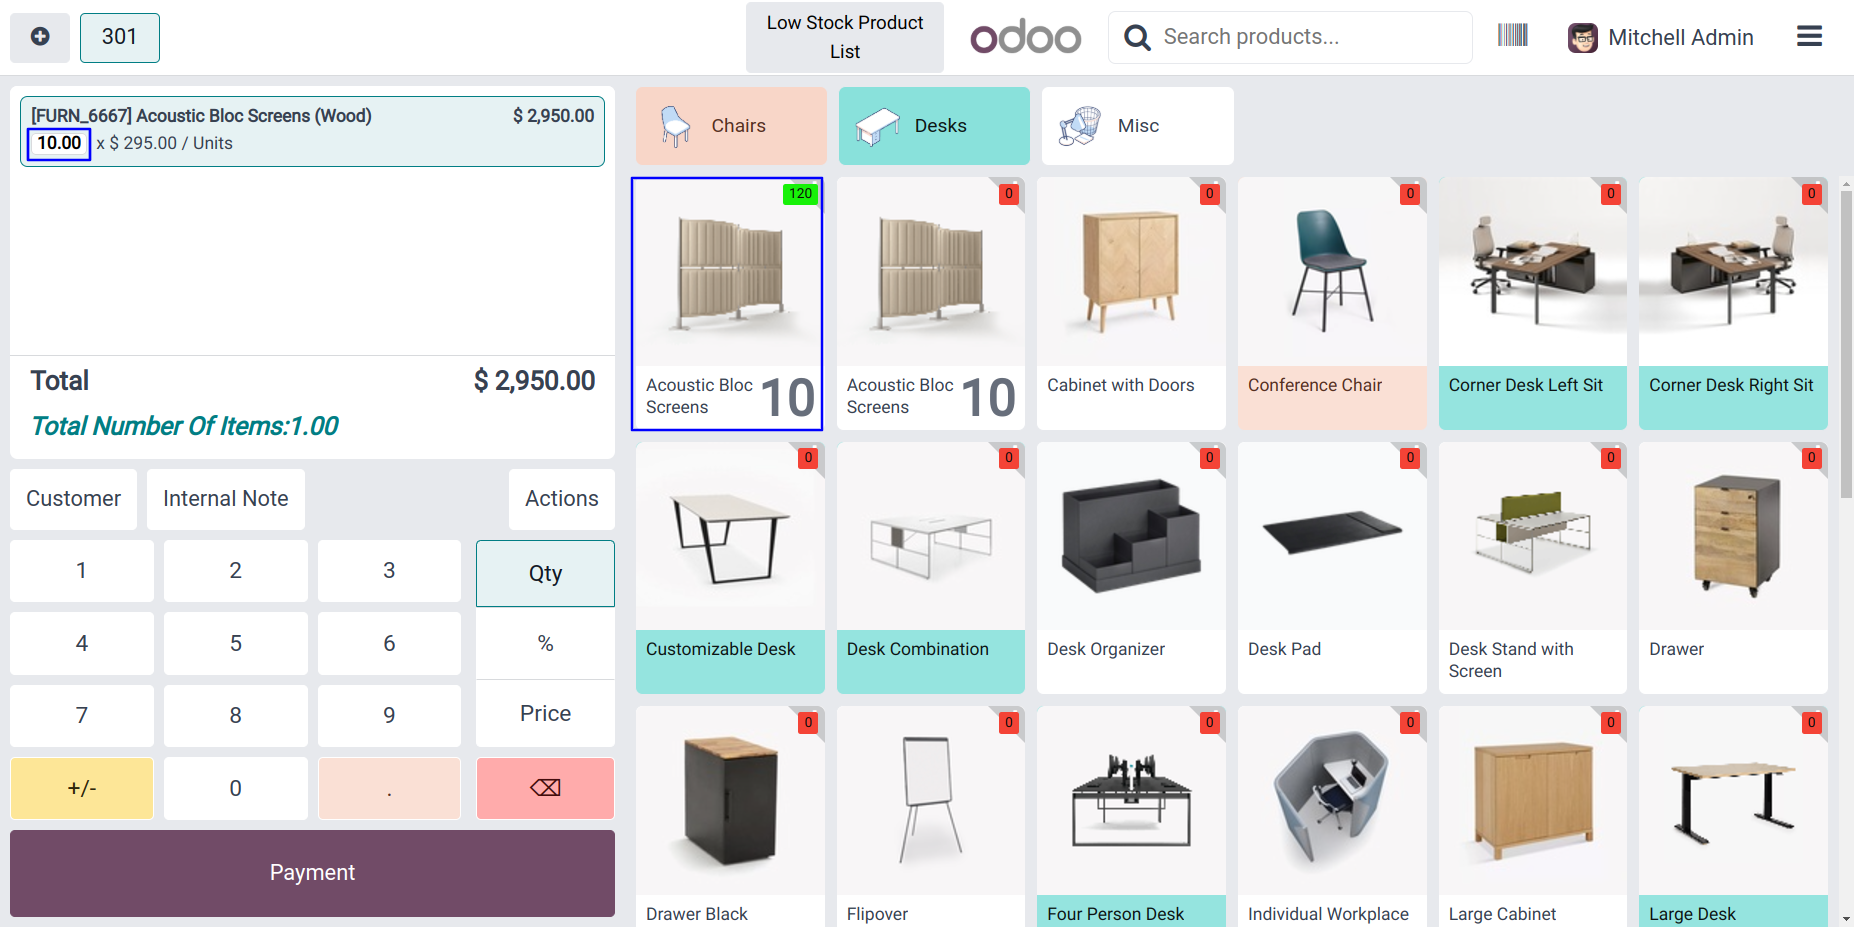 301
Low Stock Product
List
odoo
Search products...
Mitchell Admin
[FURN_6667] Acoustic Bloc Screens (Wood)
$ 2,950.00
10.00 x $ 295.00 / Units
Total
$ 2,950.00
Total Number Of Items:1.00
Customer
Internal Note
Actions
1
2
3
Qty
4
5
6
%
7
8
9
Price
+/-
0
.
⌫
Payment
Chairs
Desks
Misc
120
0
0
0
0
0
Acoustic Bloc
Screens
10
Acoustic Bloc
Screens
10
Cabinet with Doors
Conference Chair
Corner Desk Left Sit
Corner Desk Right Sit
0
0
0
0
0
0
Customizable Desk
Desk Combination
Desk Organizer
Desk Pad
Desk Stand with
Screen
Drawer
0
0
0
0
0
0
Drawer Black
Flipover
Four Person Desk
Individual Workplace
Large Cabinet
Large Desk